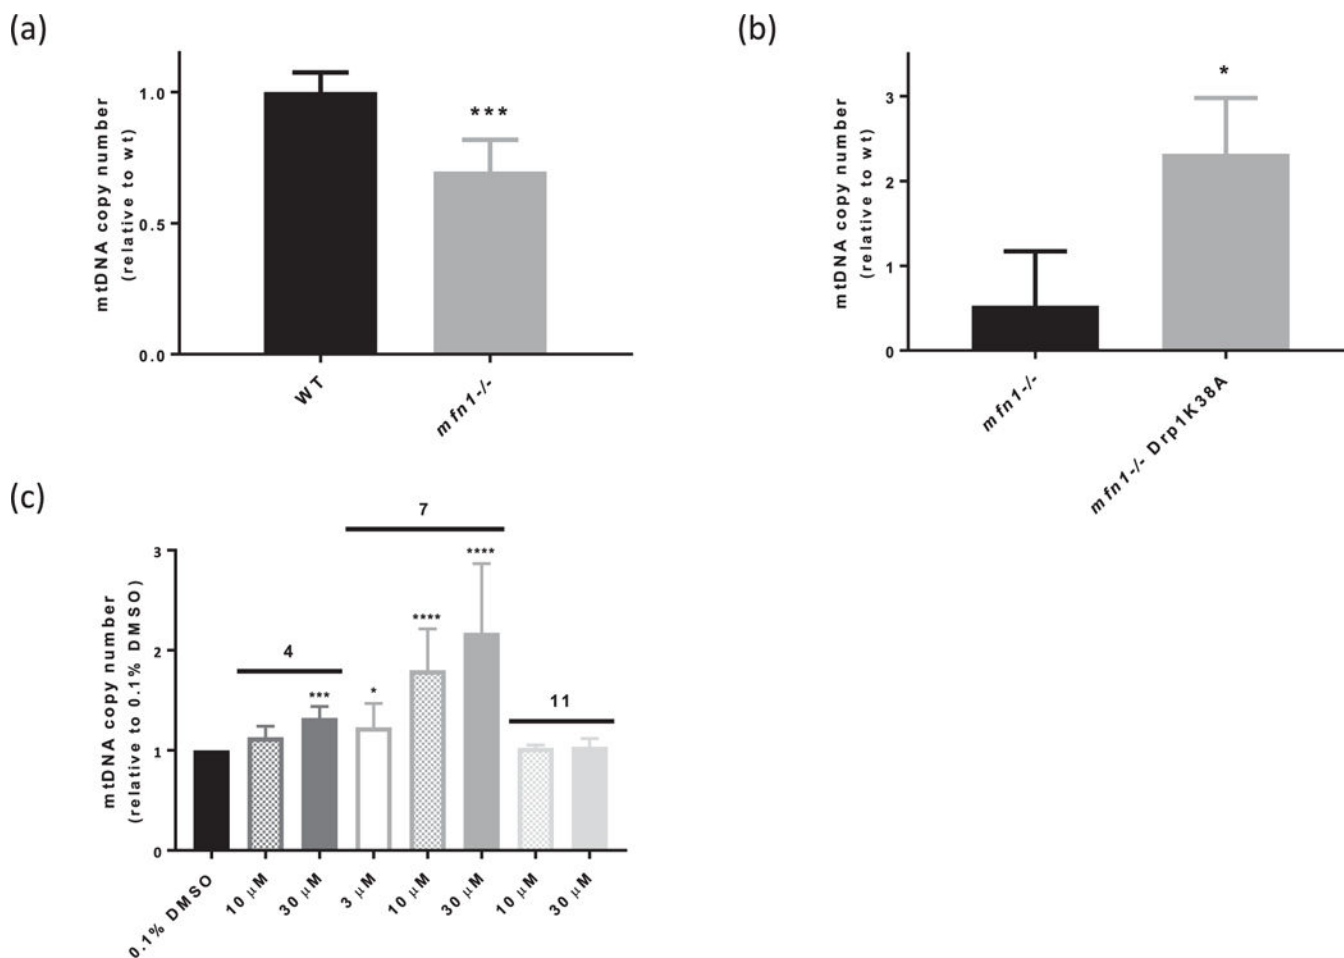 (a)
mtDNA copy number
(relative to wt)
1.0
0.5
0.0
***
WT
mfn1-/-
(b)
mtDNA copy number
(relative to wt)
3
2
1
0
*
mfn1-/-
mfn1-/- Drp1K38A
(c)
mtDNA copy number
(relative to 0.1% DMSO)
3
2
1
0
4
7
11
***
*
****
****
0.1% DMSO
10 μM
30 μM
3 μM
10 μM
30 μM
10 μM
30 μM